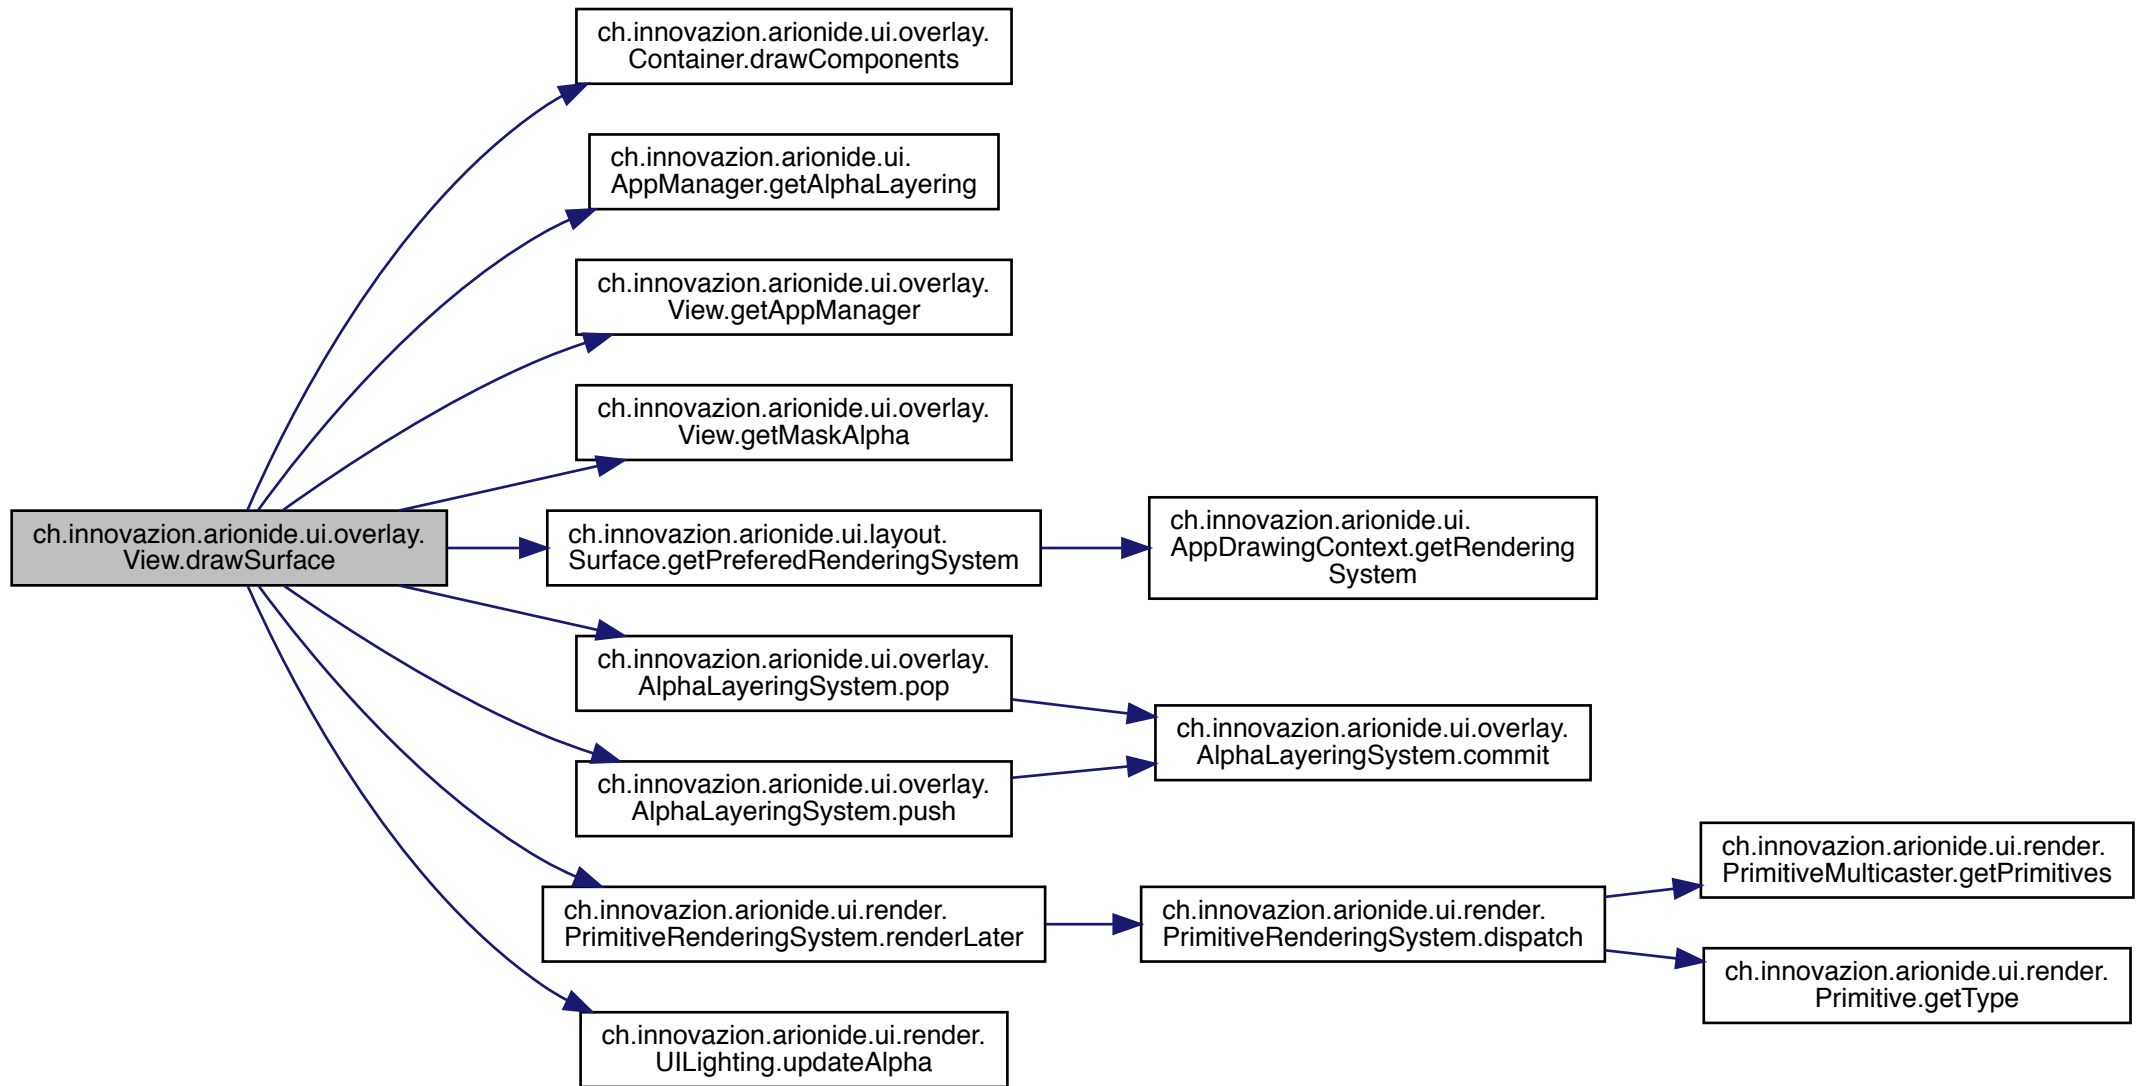 ch.innovazion.arionide.ui.overlay.
View.drawSurface
ch.innovazion.arionide.ui.overlay.
Container.drawComponents
ch.innovazion.arionide.ui.
AppManager.getAlphaLayering
ch.innovazion.arionide.ui.overlay.
View.getAppManager
ch.innovazion.arionide.ui.overlay.
View.getMaskAlpha
ch.innovazion.arionide.ui.layout.
Surface.getPreferedRenderingSystem
ch.innovazion.arionide.ui.
AppDrawingContext.getRendering
System
ch.innovazion.arionide.ui.overlay.
AlphaLayeringSystem.pop
ch.innovazion.arionide.ui.overlay.
AlphaLayeringSystem.commit
ch.innovazion.arionide.ui.overlay.
AlphaLayeringSystem.push
ch.innovazion.arionide.ui.render.
PrimitiveRenderingSystem.renderLater
ch.innovazion.arionide.ui.render.
PrimitiveRenderingSystem.dispatch
ch.innovazion.arionide.ui.render.
PrimitiveMulticaster.getPrimitives
ch.innovazion.arionide.ui.render.
Primitive.getType
ch.innovazion.arionide.ui.render.
UILighting.updateAlpha